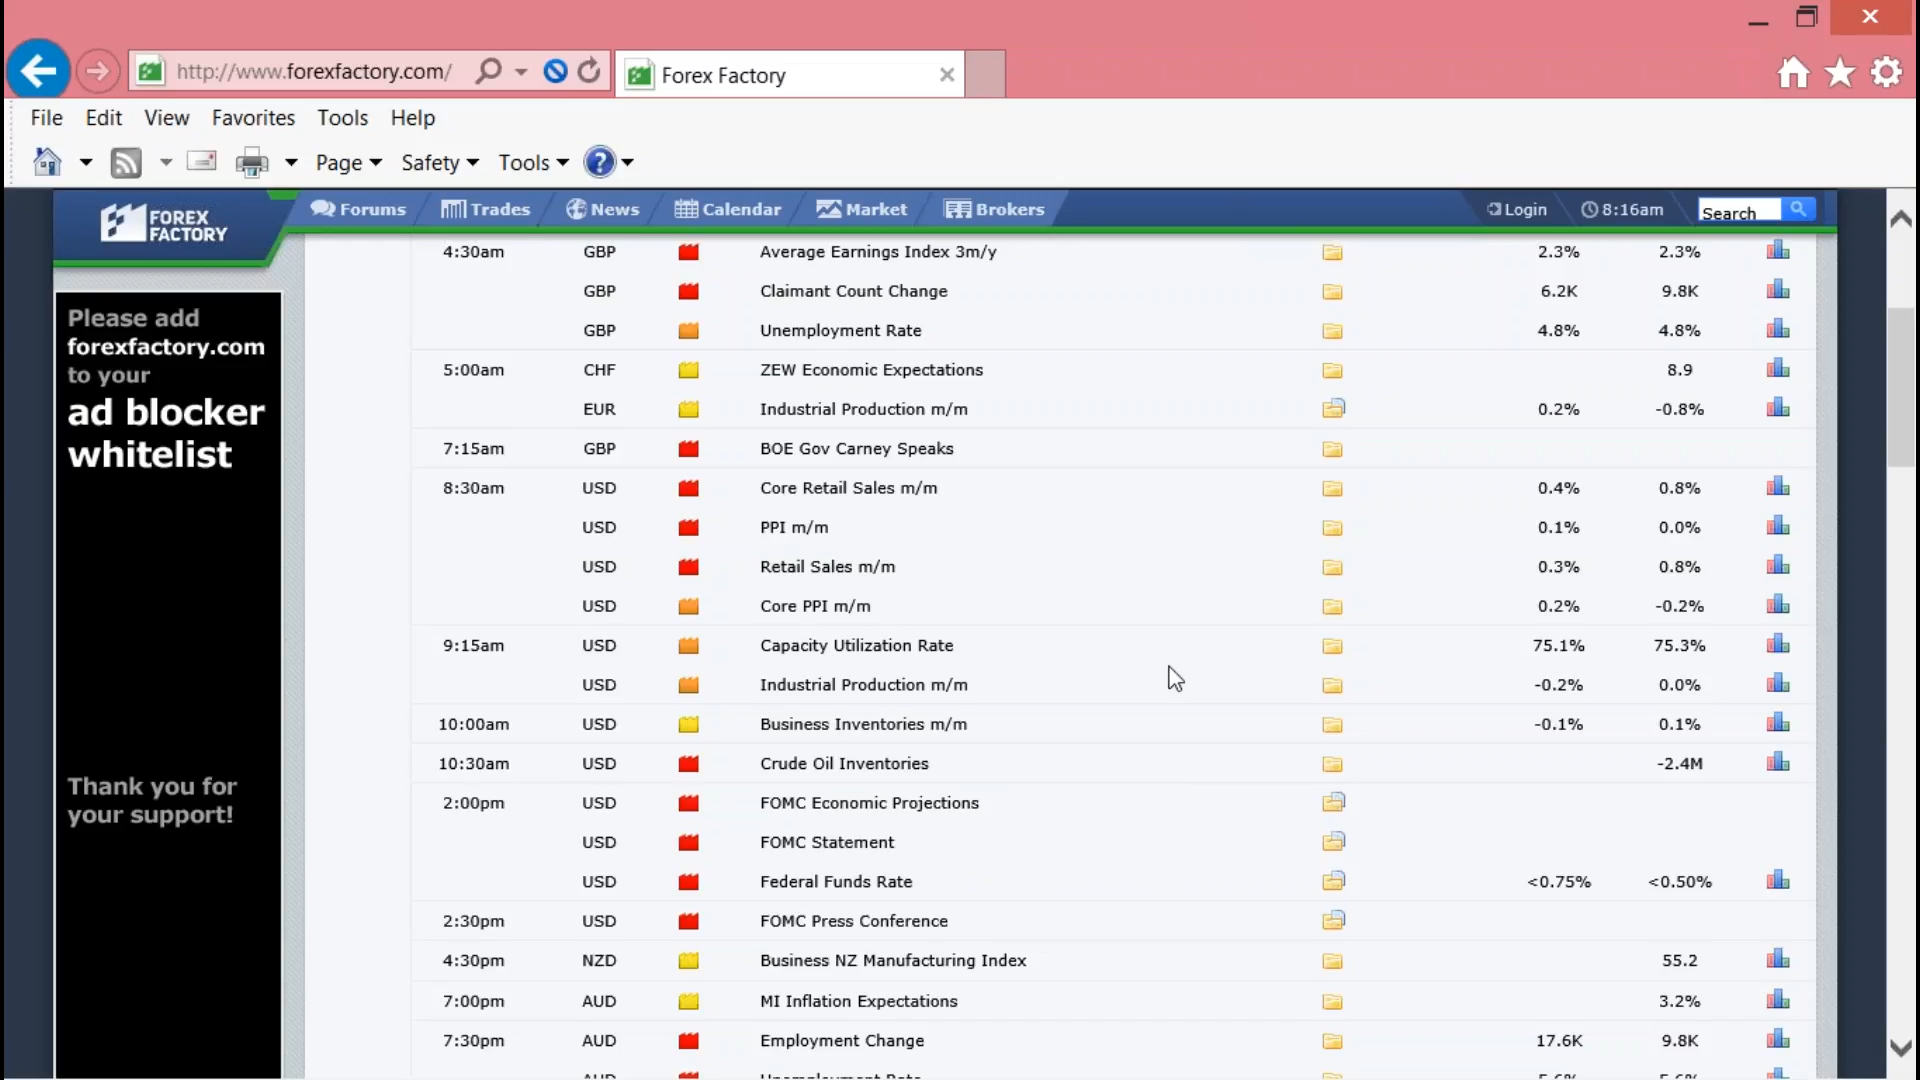 http://www.forexfactory.com/
Forex Factory
File Edit View Favorites Tools Help
Page Safety Tools
FOREX FACTORY
Forums Trades News Calendar Market Brokers Login 8:16am Search
Please add
forexfactory.com
to your
ad blocker
whitelist
Thank you for
your support!
4:30am GBP Average Earnings Index 3m/y 2.3% 2.3%
GBP Claimant Count Change 6.2K 9.8K
GBP Unemployment Rate 4.8% 4.8%
5:00am CHF ZEW Economic Expectations 8.9
EUR Industrial Production m/m 0.2% -0.8%
7:15am GBP BOE Gov Carney Speaks
8:30am USD Core Retail Sales m/m 0.4% 0.8%
USD PPI m/m 0.1% 0.0%
USD Retail Sales m/m 0.3% 0.8%
USD Core PPI m/m 0.2% -0.2%
9:15am USD Capacity Utilization Rate 75.1% 75.3%
USD Industrial Production m/m -0.2% 0.0%
10:00am USD Business Inventories m/m -0.1% 0.1%
10:30am USD Crude Oil Inventories -2.4M
2:00pm USD FOMC Economic Projections
USD FOMC Statement
USD Federal Funds Rate <0.75% <0.50%
2:30pm USD FOMC Press Conference
4:30pm NZD Business NZ Manufacturing Index 55.2
7:00pm AUD MI Inflation Expectations 3.2%
7:30pm AUD Employment Change 17.6K 9.8K
AUD Unemployment Rate 5.6% 5.6%